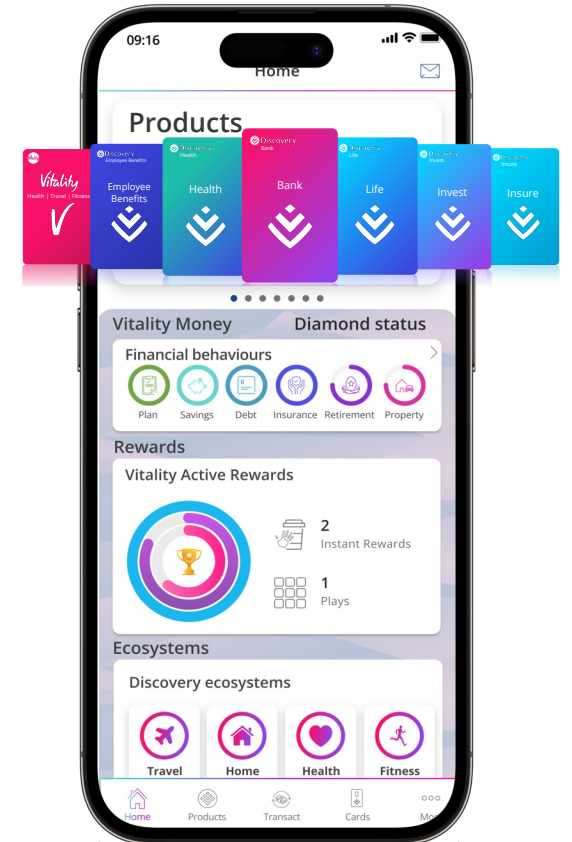 09:16
Home
Products
Vitality
Health | Travel | Fitness
Discovery
Employee Benefits
Employee
Benefits
Discovery
Health
Health
Discovery
Bank
Bank
Discovery
Life
Life
Discovery
Invest
Invest
Discovery
Insure
Insure
Vitality Money
Diamond status
Financial behaviours
Plan
Savings
Debt
Insurance
Retirement
Property
Rewards
Vitality Active Rewards
2
Instant Rewards
1
Plays
Ecosystems
Discovery ecosystems
Travel
Home
Health
Fitness
Home
Products
Transact
Cards